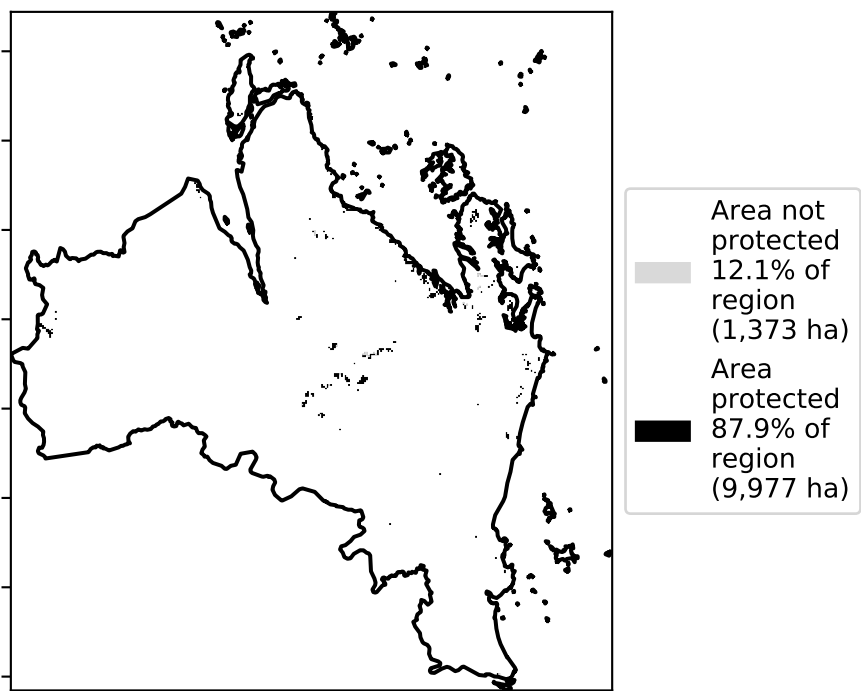 Area not
protected
12.1% of
region
(1,373 ha)
Area
protected
87.9% of
region
(9,977 ha)